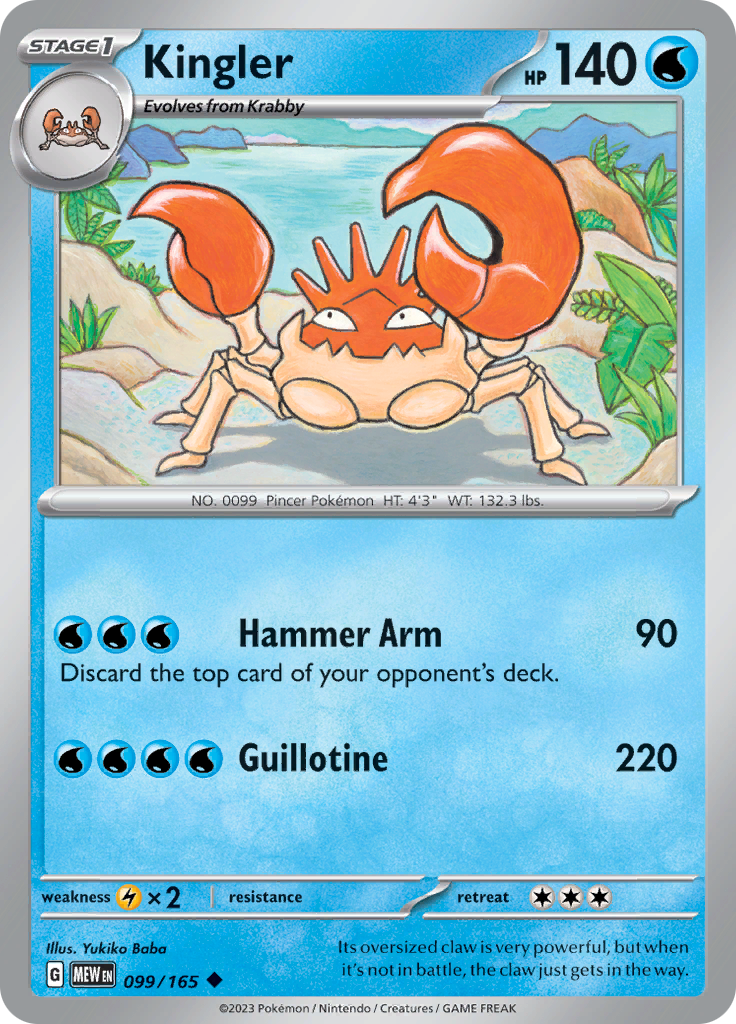 STAGE1
Kingler
HP 140
Evolves from Krabby
NO. 0099 Pincer Pokémon HT: 4'3" WT: 132.3 lbs.
Hammer Arm 90
Discard the top card of your opponent's deck.
Guillotine 220
weakness ×2 resistance retreat
Illus. Yukiko Baba
Its oversized claw is very powerful, but when
it's not in battle, the claw just gets in the way.
G MEW EN 099/165
©2023 Pokémon / Nintendo / Creatures / GAME FREAK